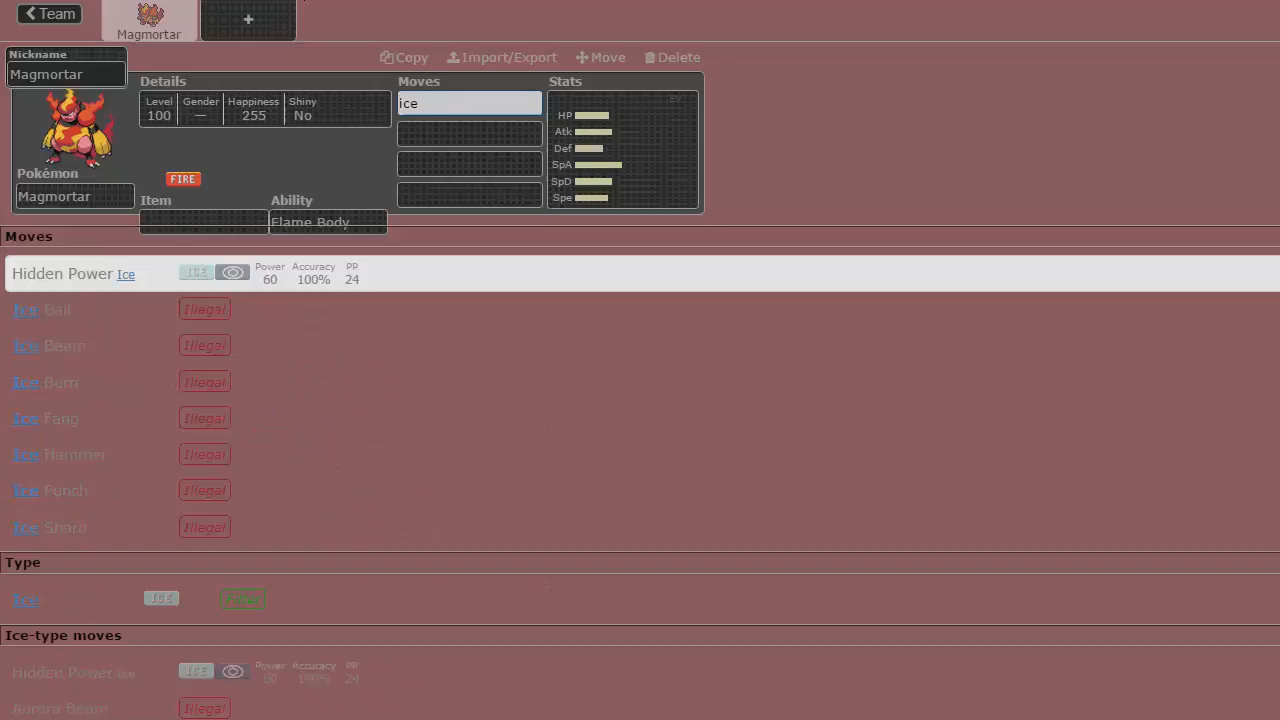 Team
Magmortar
+
Nickname
Magmortar
Copy
Import/Export
Move
Delete
Details
Moves
Stats
Level
100
Gender
—
Happiness
255
Shiny
No
ice
HP
Atk
Def
SpA
SpD
Spe
FIRE
Pokémon
Magmortar
Item
Ability
Flame Body
Moves
Hidden Power Ice ICE Power 60 Accuracy 100% PP 24
Ice Ball Illegal
Ice Beam Illegal
Ice Burn Illegal
Ice Fang Illegal
Ice Hammer Illegal
Ice Punch Illegal
Ice Shard Illegal
Type
Ice ICE Filter
Ice-type moves
Hidden Power Ice ICE Power 60 Accuracy 100% PP 24
Aurora Beam Illegal